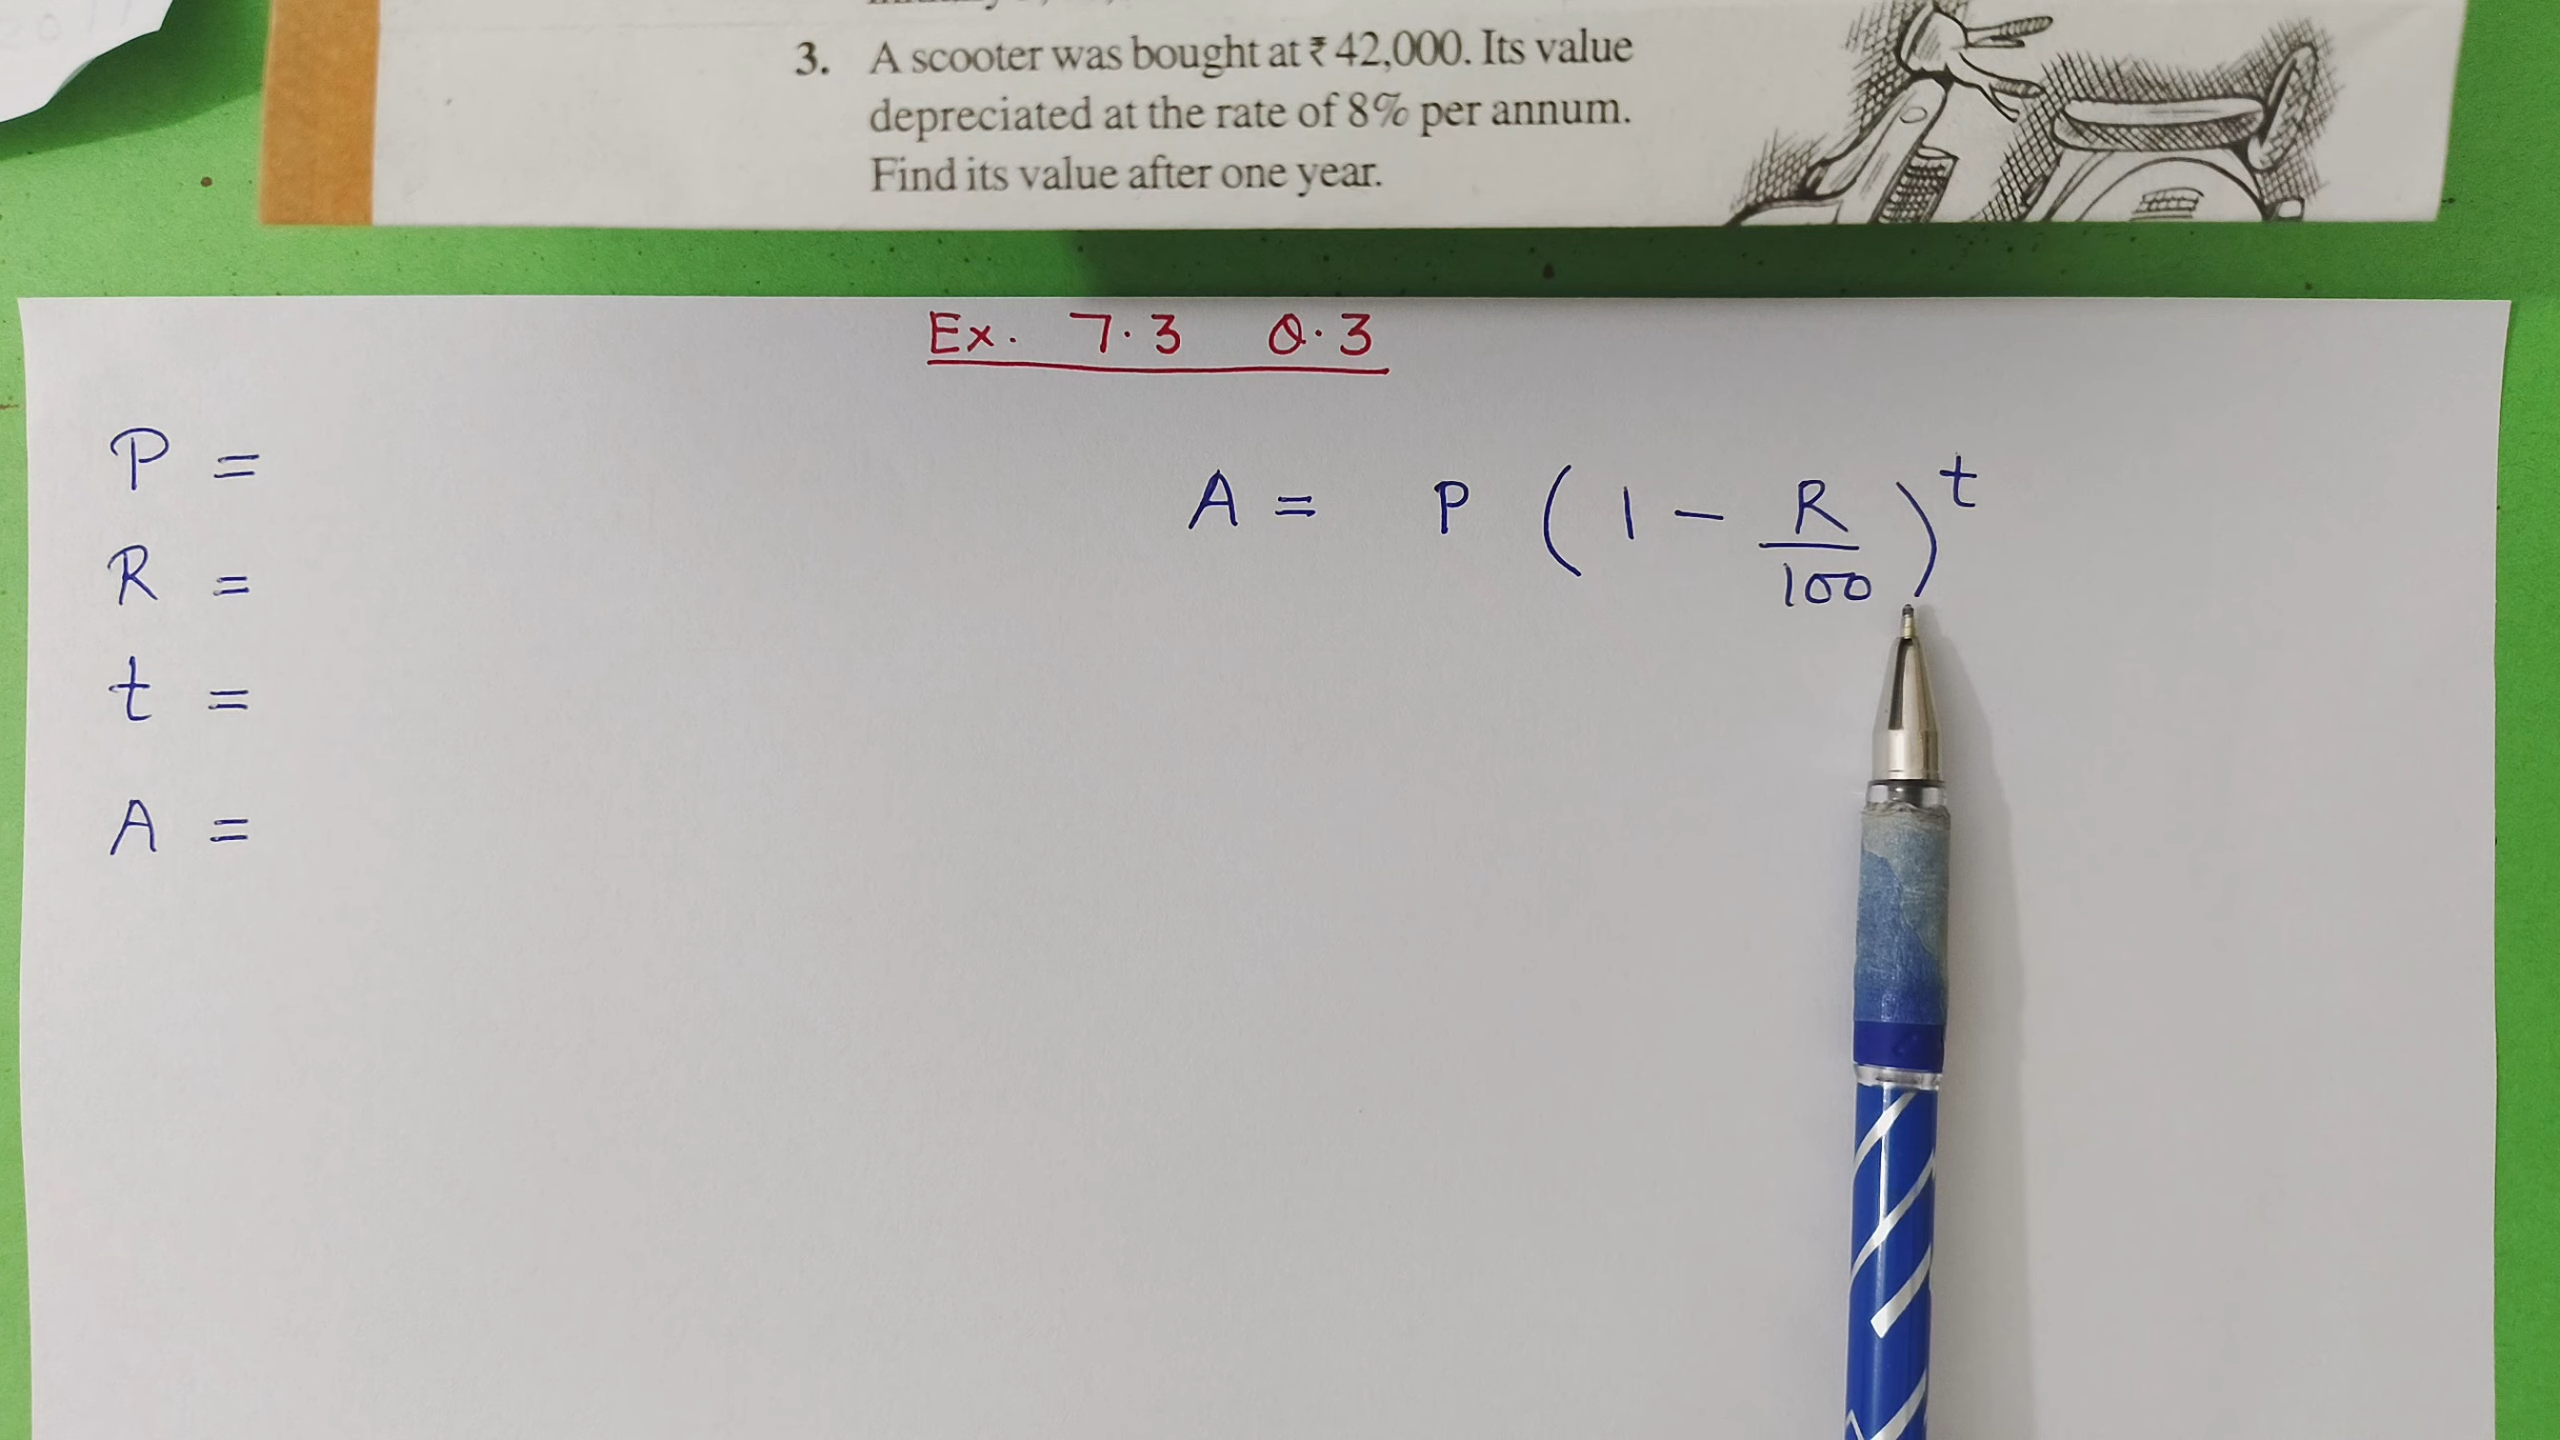 3. A scooter was bought at ₹ 42,000. Its value
depreciated at the rate of 8% per annum.
Find its value after one year.
Ex. 7.3 Q.3
P =
R =
t =
A =
A = P ( 1 - R/100 )^t